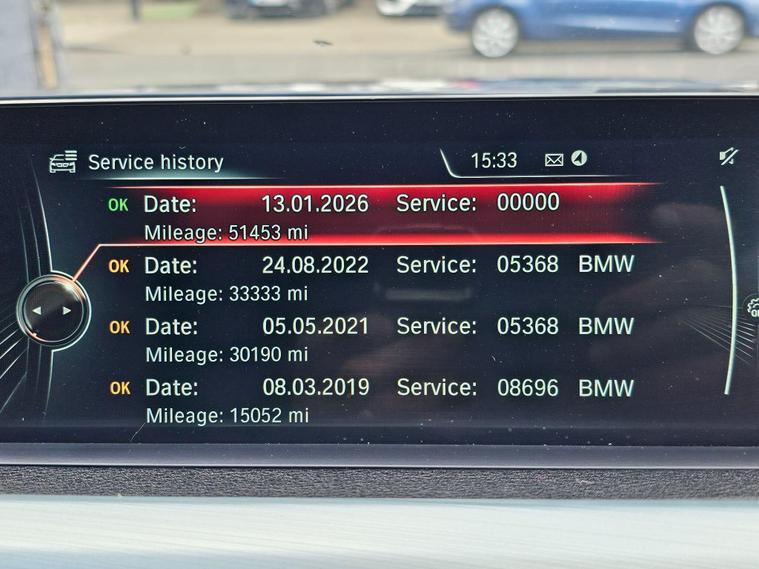 Service history 15:33
OK Date: 13.01.2026 Service: 00000
Mileage: 51453 mi
OK Date: 24.08.2022 Service: 05368 BMW
Mileage: 33333 mi
OK Date: 05.05.2021 Service: 05368 BMW
Mileage: 30190 mi
OK Date: 08.03.2019 Service: 08696 BMW
Mileage: 15052 mi